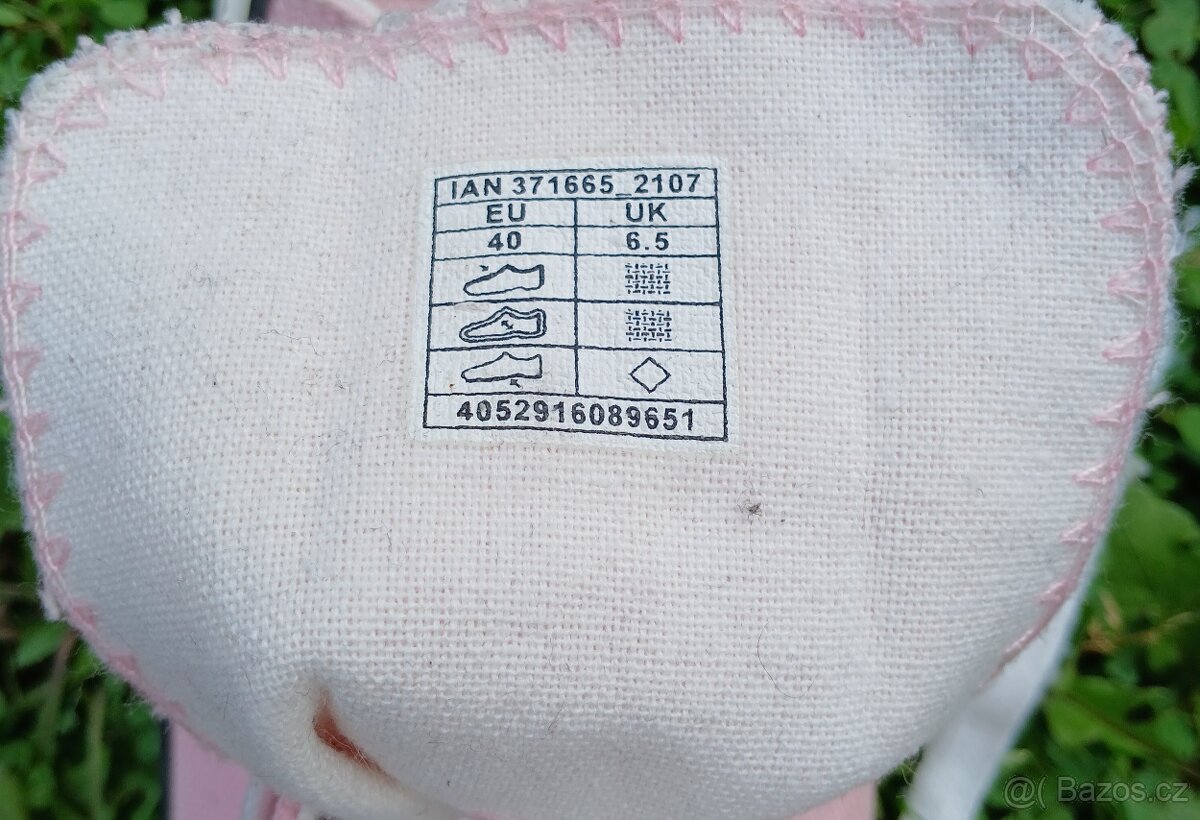 IAN 371665_2107
EU UK
40 6.5
4052916089651
@( Bazos.cz